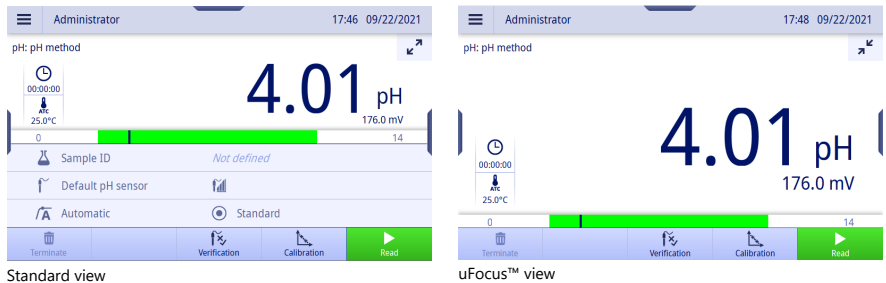 Administrator 17:46 09/22/2021
pH: pH method
00:00:00
ATC
25.0°C
4.01 pH
176.0 mV
0 14
Sample ID Not defined
Default pH sensor
A Automatic Standard
Terminate Verification Calibration Read
Standard view
Administrator 17:48 09/22/2021
pH: pH method
00:00:00
ATC
25.0°C
4.01 pH
176.0 mV
0 14
Terminate Verification Calibration Read
uFocus™ view